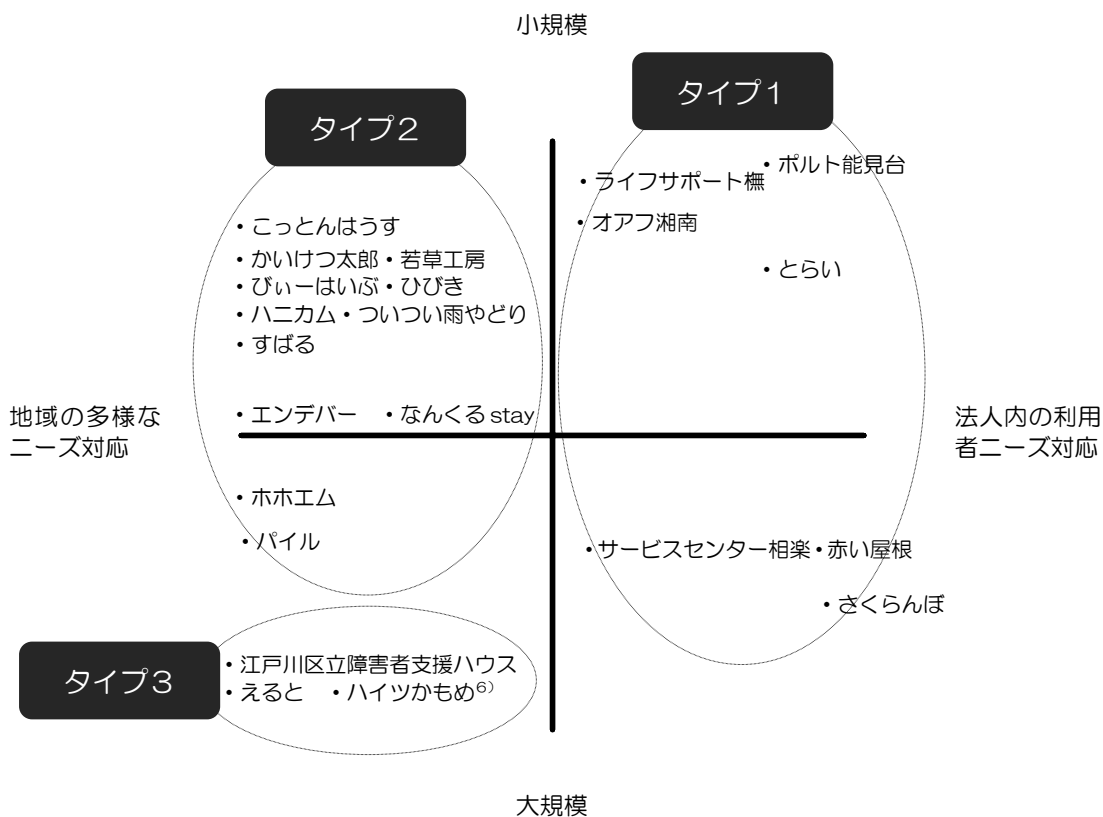 小規模
タイプ1
タイプ2
・ポルト能見台
・ライフサポート橅
・オアフ湘南
・とらい
・こっとんはうす
・かいけつ太郎・若草工房
・びぃーはいぶ・ひびき
・ハニカム・ついつい雨やどり
・すばる
・エンデバー ・なんくる stay
地域の多様な
ニーズ対応
法人内の利用
者ニーズ対応
・ホホエム
・パイル
・サービスセンター相楽・赤い屋根
・さくらんぼ
タイプ3
・江戸川区立障害者支援ハウス
・えると ・ハイツかもめ6)
大規模